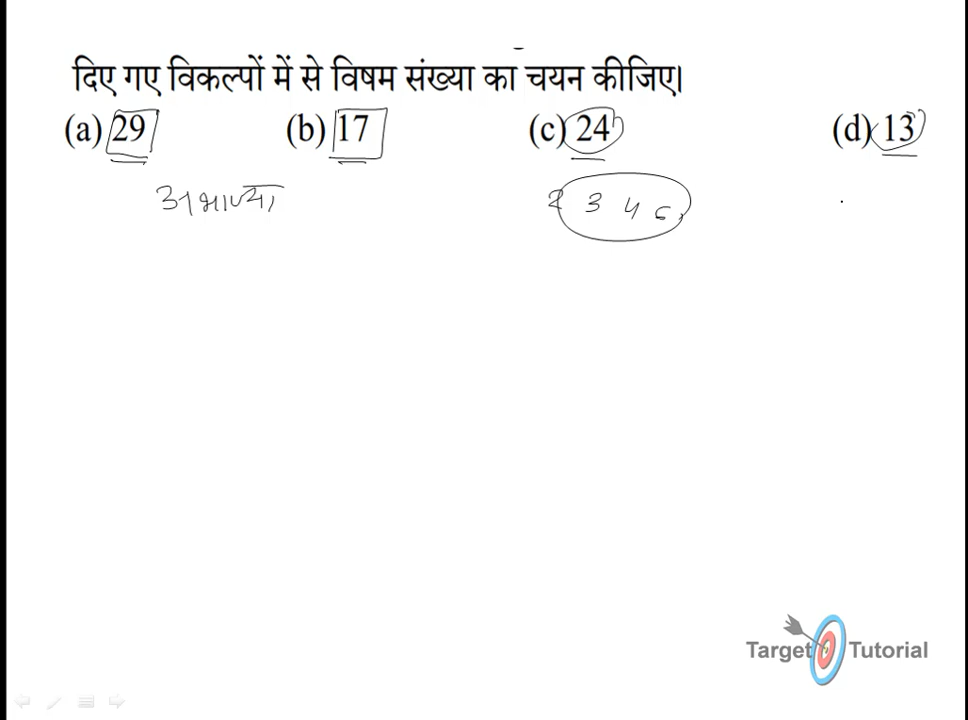 दिए गए विकल्पों में से विषम संख्या का चयन कीजिए।
(a) 29 (b) 17 (c) 24 (d) 13
अभाज्य 2 3 4 6
Target Tutorial